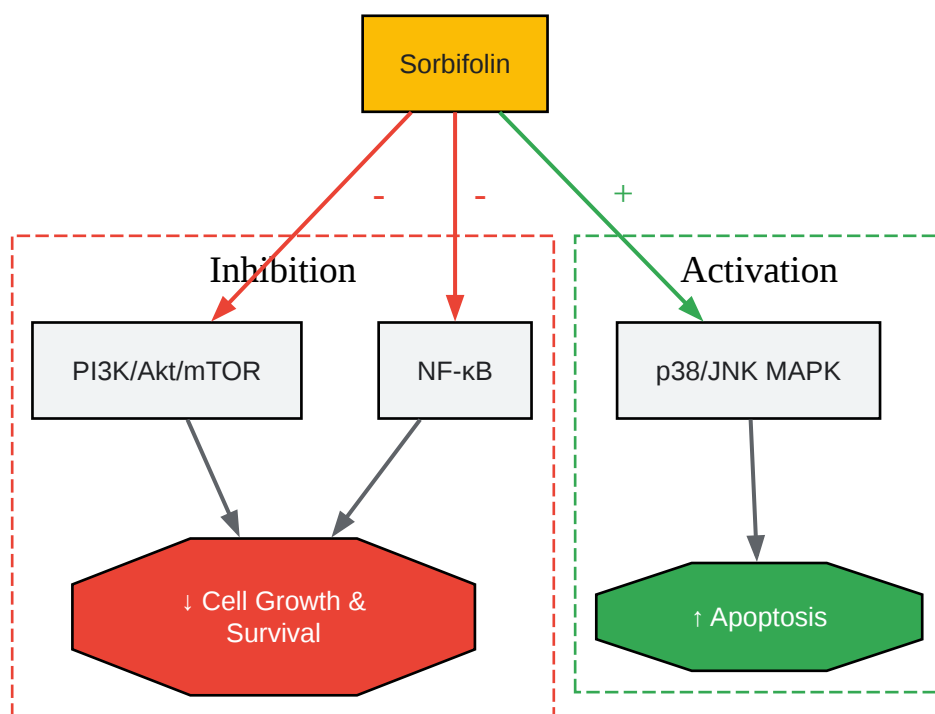 Sorbifolin
-
-
+
Inhibition
Activation
PI3K/Akt/mTOR
NF-κB
p38/JNK MAPK
↓ Cell Growth &
Survival
↑ Apoptosis